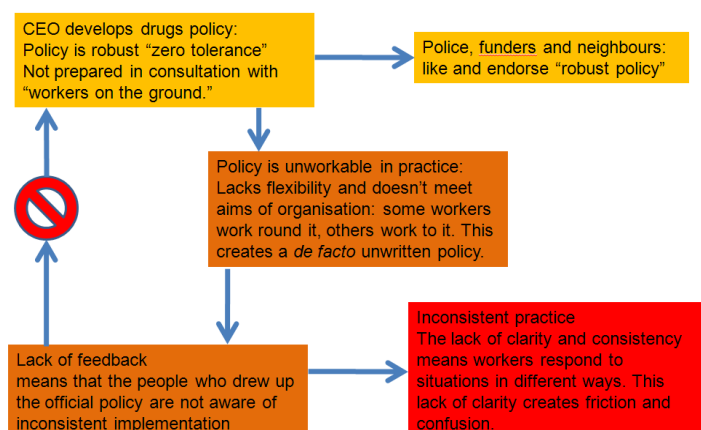 CEO develops drugs policy:
Policy is robust “zero tolerance”
Not prepared in consultation with
“workers on the ground.”
Police, funders and neighbours:
like and endorse “robust policy”
Policy is unworkable in practice:
Lacks flexibility and doesn’t meet
aims of organisation: some workers
work round it, others work to it. This
creates a de facto unwritten policy.
Lack of feedback
means that the people who drew up
the official policy are not aware of
inconsistent implementation
Inconsistent practice
The lack of clarity and consistency
means workers respond to
situations in different ways. This
lack of clarity creates friction and
confusion.